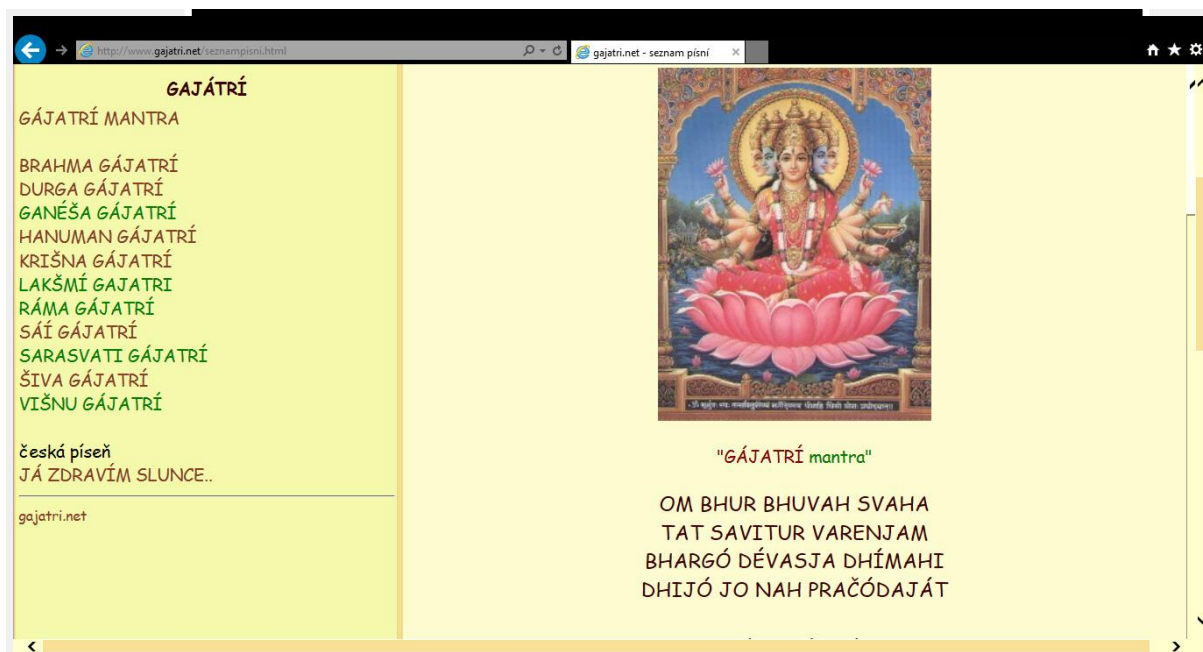 http://www.gajatri.net/seznampisni.html
gajatri.net - seznam písní
GAJÁTRÍ
GÁJATRÍ MANTRA
BRAHMA GÁJATRÍ
DURGA GÁJATRÍ
GANÉŠA GÁJATRÍ
HANUMAN GÁJATRÍ
KRIŠNA GÁJATRÍ
LAKŠMÍ GAJATRI
RÁMA GÁJATRÍ
SÁÍ GÁJATRÍ
SARASVATI GÁJATRÍ
ŠIVA GÁJATRÍ
VIŠNU GÁJATRÍ
česká píseň
JÁ ZDRAVÍM SLUNCE..
gajatri.net
"GÁJATRÍ mantra"
OM BHUR BHUVAH SVAHA
TAT SAVITUR VARENJAM
BHARGÓ DÉVASJA DHÍMAHI
DHIJÓ JO NAH PRAČÓDAJÁT